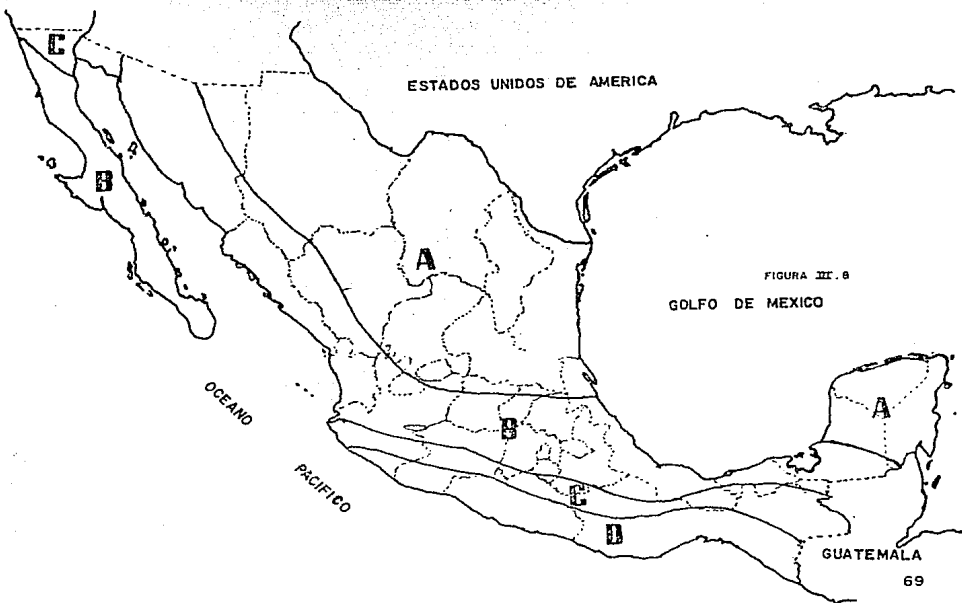 C
ESTADOS UNIDOS DE AMERICA
B
A
FIGURA III.8
GOLFO DE MEXICO
OCEANO
PACIFICO
A
B
C
D
GUATEMALA
69